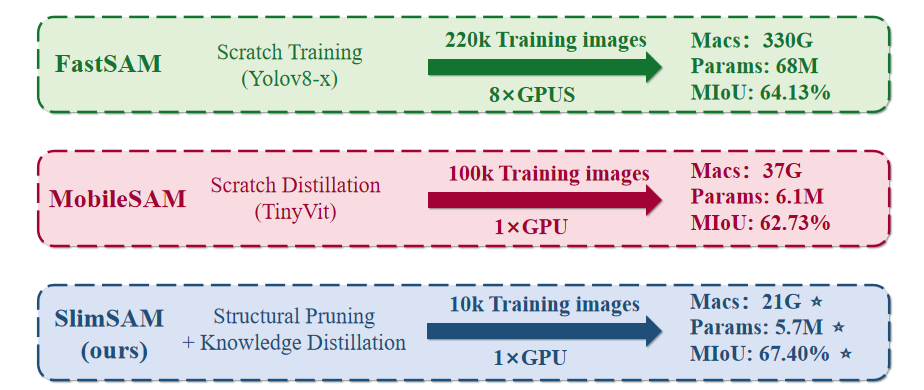 FastSAM
Scratch Training
(Yolov8-x)
220k Training images
8×GPUS
Macs: 330G
Params: 68M
MIoU: 64.13%
MobileSAM
Scratch Distillation
(TinyVit)
100k Training images
1×GPU
Macs: 37G
Params: 6.1M
MIoU: 62.73%
SlimSAM
(ours)
Structural Pruning
+ Knowledge Distillation
10k Training images
1×GPU
Macs: 21G ☆
Params: 5.7M ☆
MIoU: 67.40% ☆